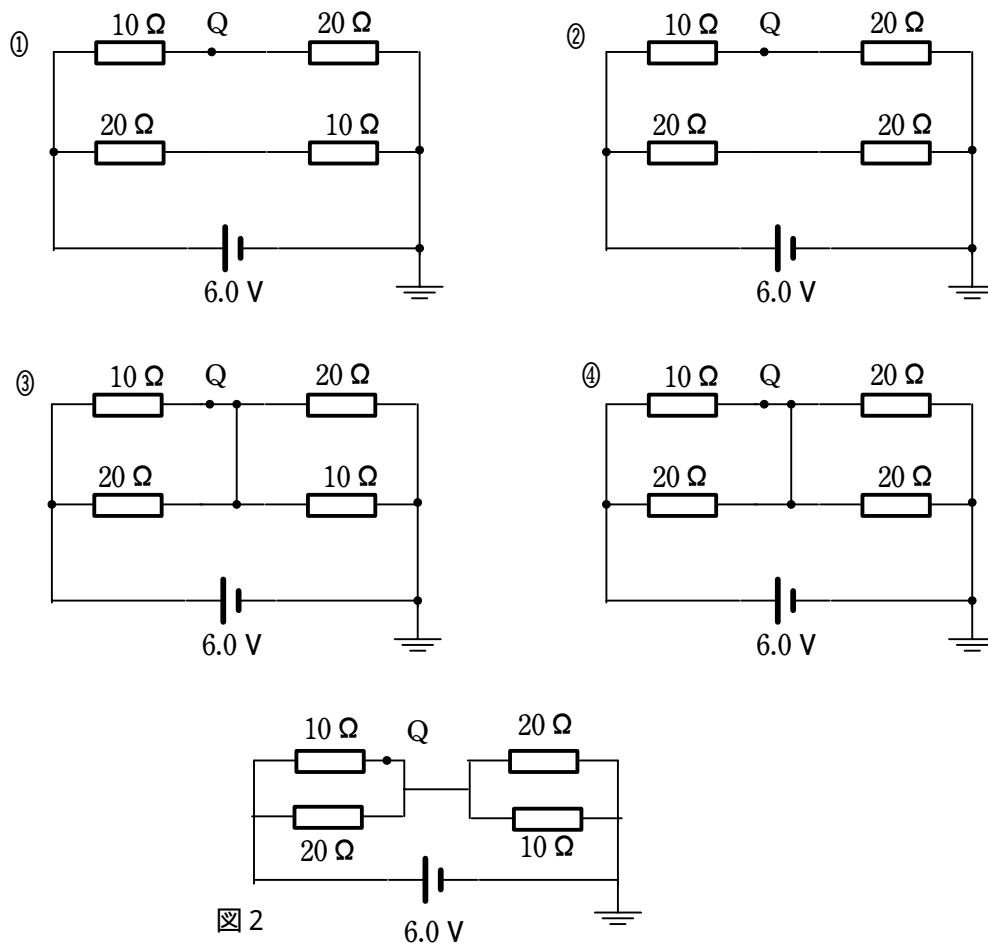 ① 10 Ω Q 20 Ω
20 Ω 10 Ω
6.0 V
② 10 Ω Q 20 Ω
20 Ω 20 Ω
6.0 V
③ 10 Ω Q 20 Ω
20 Ω 10 Ω
6.0 V
④ 10 Ω Q 20 Ω
20 Ω 20 Ω
6.0 V
10 Ω Q 20 Ω
20 Ω 10 Ω
図 2 6.0 V